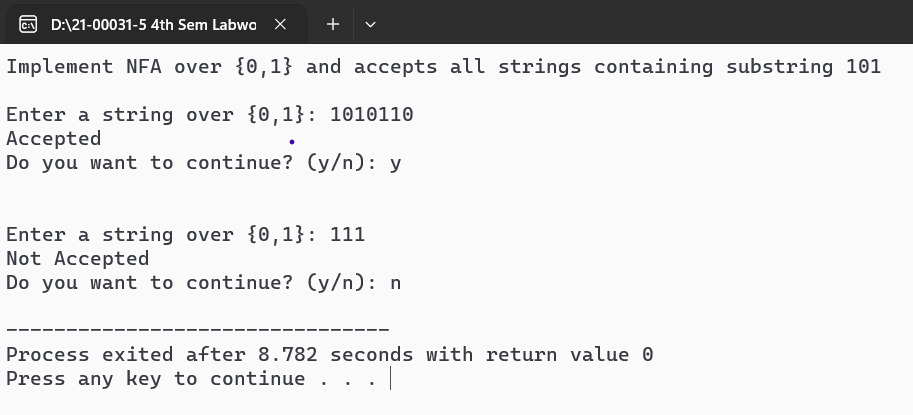 D:\21-00031-5 4th Sem Labwo
Implement NFA over {0,1} and accepts all strings containing substring 101
Enter a string over {0,1}: 1010110
Accepted
Do you want to continue? (y/n): y
Enter a string over {0,1}: 111
Not Accepted
Do you want to continue? (y/n): n
--------------------------------
Process exited after 8.782 seconds with return value 0
Press any key to continue . . .